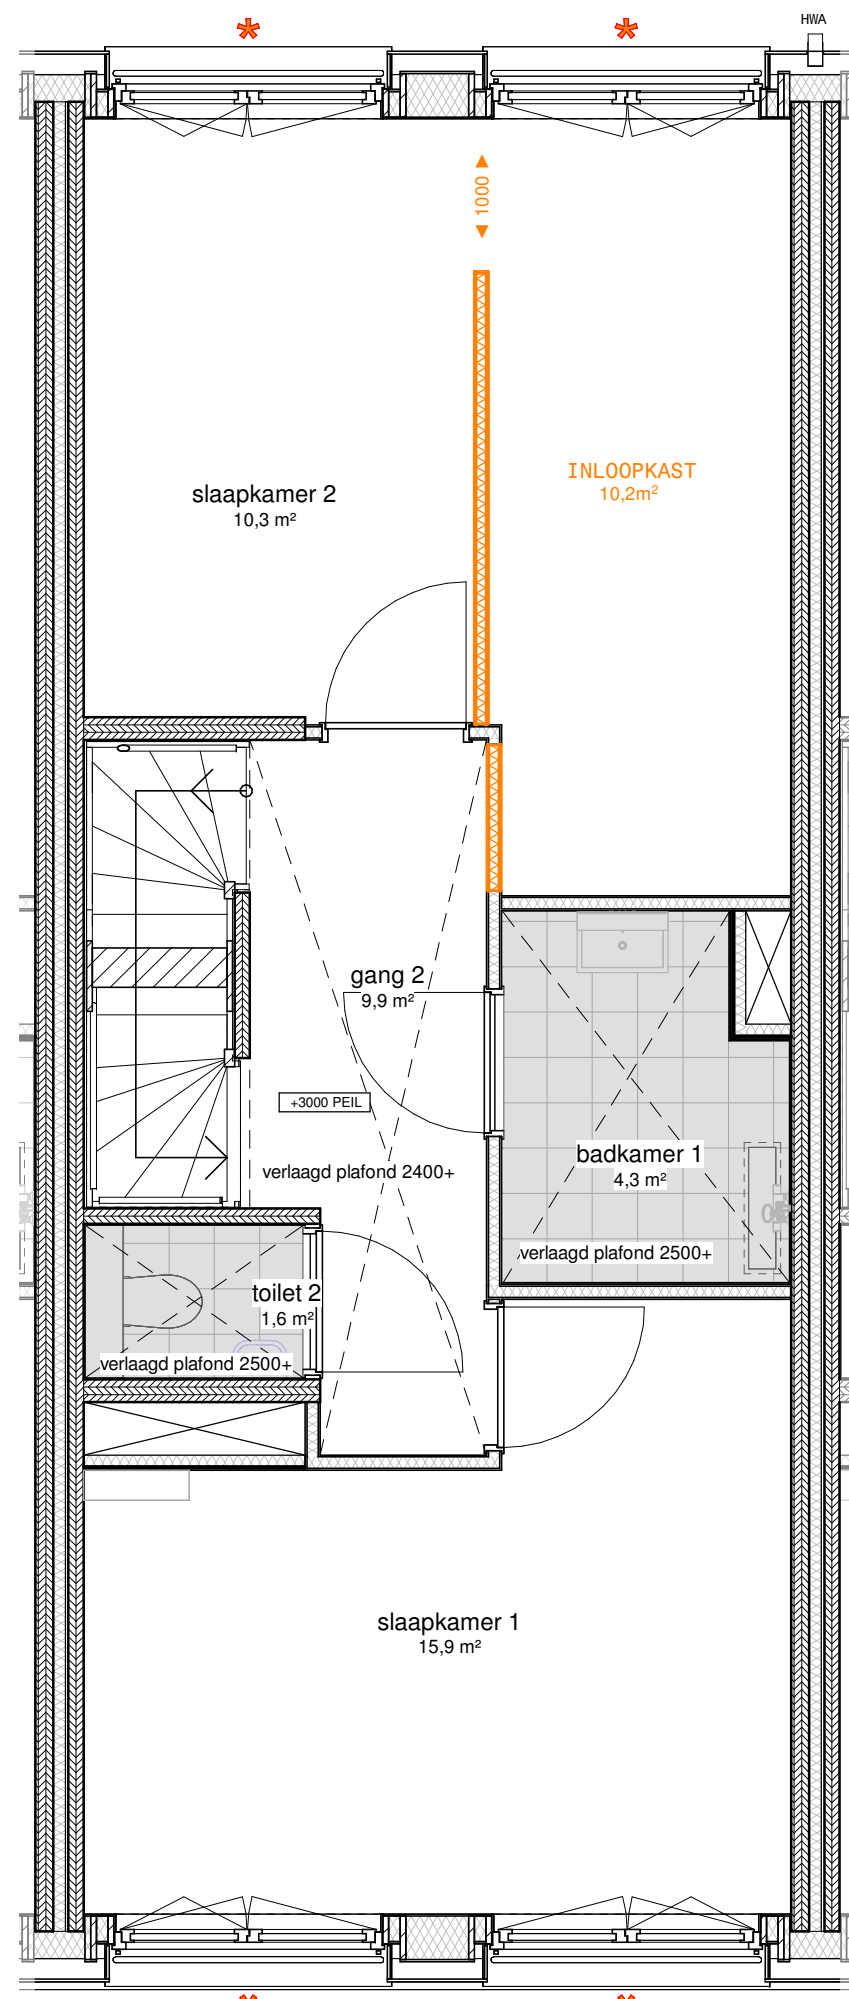 HWA
1000
INLOOPKAST
10,2m²
slaapkamer 2
10,3 m²
gang 2
9,9 m²
+3000 PEIL
verlaagd plafond 2400+
badkamer 1
4,3 m²
verlaagd plafond 2500+
toilet 2
1,6 m²
verlaagd plafond 2500+
slaapkamer 1
15,9 m²